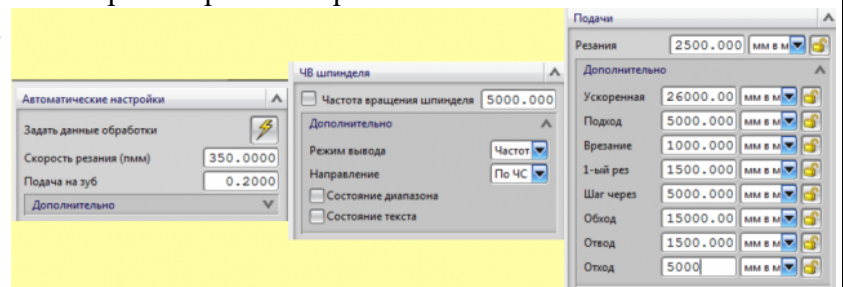 Автоматические настройки
Задать данные обработки
Скорость резания (пмм) 350.0000
Подача на зуб 0.2000
Дополнительно
ЧВ шпинделя
Частота вращения шпинделя 5000.000
Дополнительно
Режим вывода Частот
Направление По ЧС
Состояние диапазона
Состояние текста
Подачи
Резания 2500.000 мм в м
Дополнительно
Ускоренная 26000.00 мм в м
Подход 5000.000 мм в м
Врезание 1000.000 мм в м
1-ый рез 1500.000 мм в м
Шаг через 5000.000 мм в м
Обход 15000.00 мм в м
Отвод 1500.000 мм в м
Отход 5000 мм в м